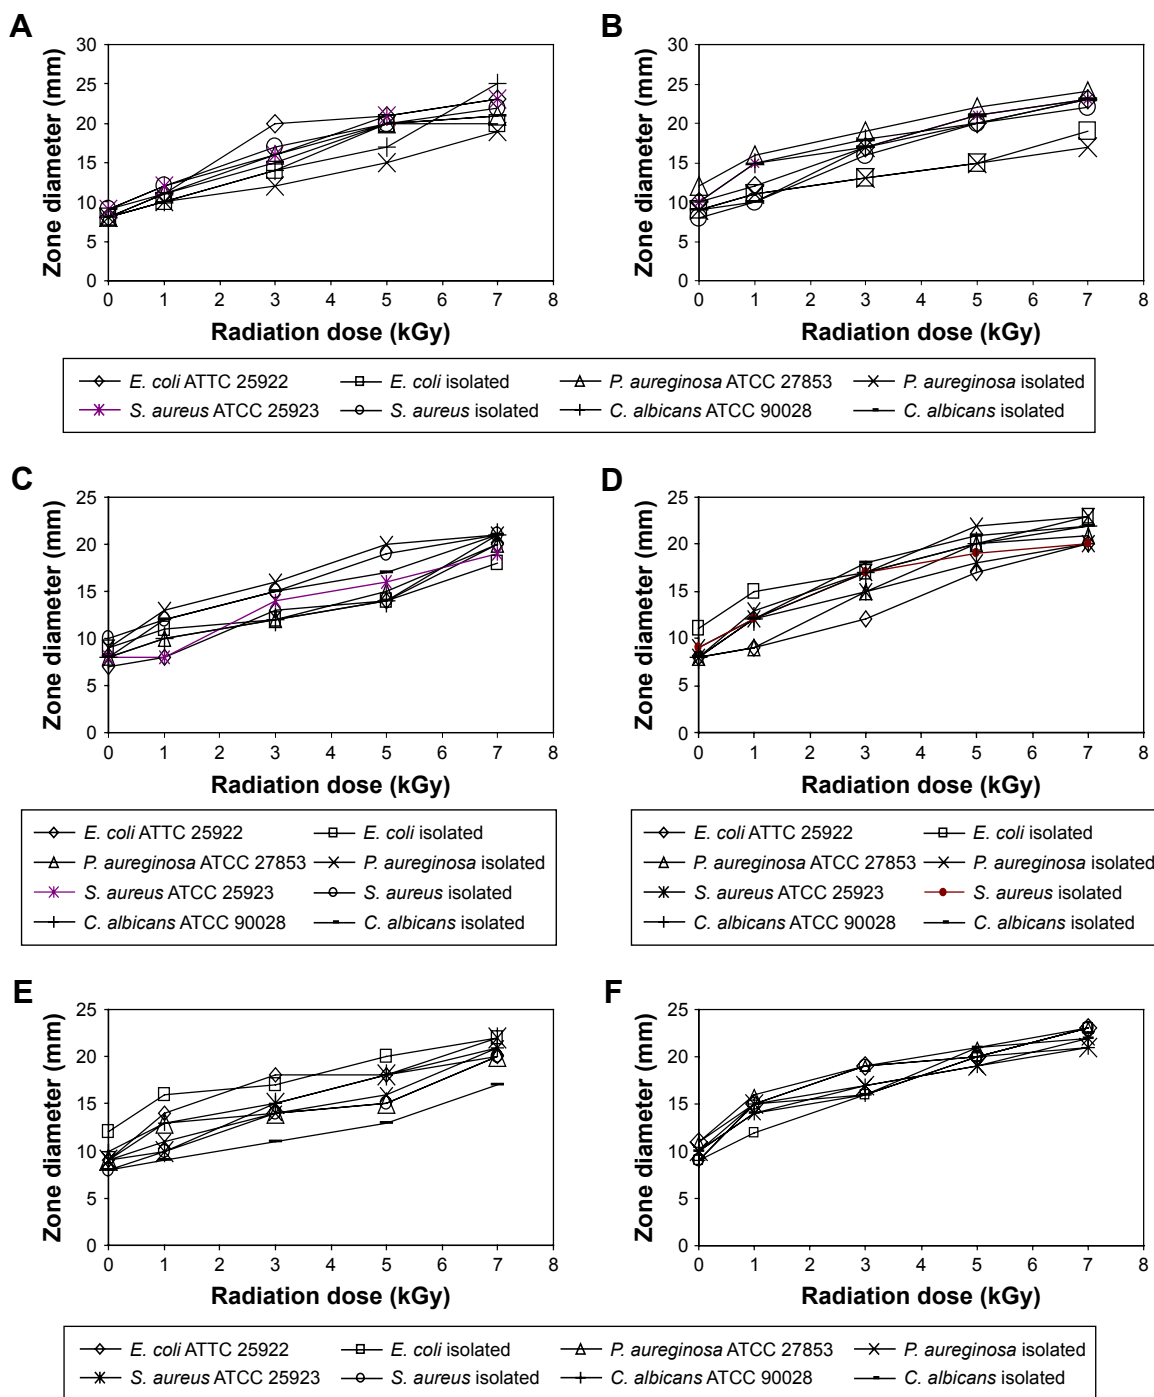 A
B
Zone diameter (mm)
30
25
20
15
10
5
0
0 1 2 3 4 5 6 7 8
Radiation dose (kGy)
Zone diameter (mm)
30
25
20
15
10
5
0
0 1 2 3 4 5 6 7 8
Radiation dose (kGy)
E. coli ATTC 25922 E. coli isolated P. aureginosa ATCC 27853 P. aureginosa isolated
S. aureus ATCC 25923 S. aureus isolated C. albicans ATCC 90028 C. albicans isolated
C
D
Zone diameter (mm)
25
20
15
10
5
0
0 1 2 3 4 5 6 7 8
Radiation dose (kGy)
Zone diameter (mm)
25
20
15
10
5
0
0 1 2 3 4 5 6 7 8
Radiation dose (kGy)
E. coli ATTC 25922 E. coli isolated
P. aureginosa ATCC 27853 P. aureginosa isolated
S. aureus ATCC 25923 S. aureus isolated
C. albicans ATCC 90028 C. albicans isolated
E. coli ATTC 25922 E. coli isolated
P. aureginosa ATCC 27853 P. aureginosa isolated
S. aureus ATCC 25923 S. aureus isolated
C. albicans ATCC 90028 C. albicans isolated
E
F
Zone diameter (mm)
25
20
15
10
5
0
0 1 2 3 4 5 6 7 8
Radiation dose (kGy)
Zone diameter (mm)
25
20
15
10
5
0
0 1 2 3 4 5 6 7 8
Radiation dose (kGy)
E. coli ATTC 25922 E. coli isolated P. aureginosa ATCC 27853 P. aureginosa isolated
S. aureus ATCC 25923 S. aureus isolated C. albicans ATCC 90028 C. albicans isolated